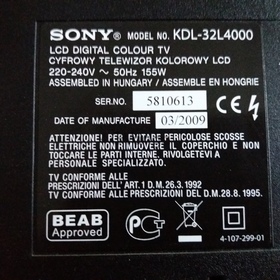 SONY MODEL NO. KDL-32L4000
LCD DIGITAL COLOUR TV
CYFROWY TELEWIZOR KOLOROWY LCD
220-240V ~ 50Hz 155W
ASSEMBLED IN HUNGARY / ASSEMBLÉ EN HONGRIE
SER.NO. 5810613
DATE OF MANUFACTURE 03/2009
ATTENZIONE! PER EVITARE PERICOLOSE SCOSSE
ELETTRICHE NON RIMUOVERE IL COPERCHIO E NON
TOCCARE LE PARTI INTERNE. RIVOLGETEVI A
PERSONALE QUALIFICATO.
TV CONFORME ALLE
PRESCRIZIONI DELL'ART. 1 D.M.26.3.1992
TV CONFORME ALLE
PRESCRIZIONI DEL D.M. 28.8.1995.
BEAB
Approved
4-107-299-01